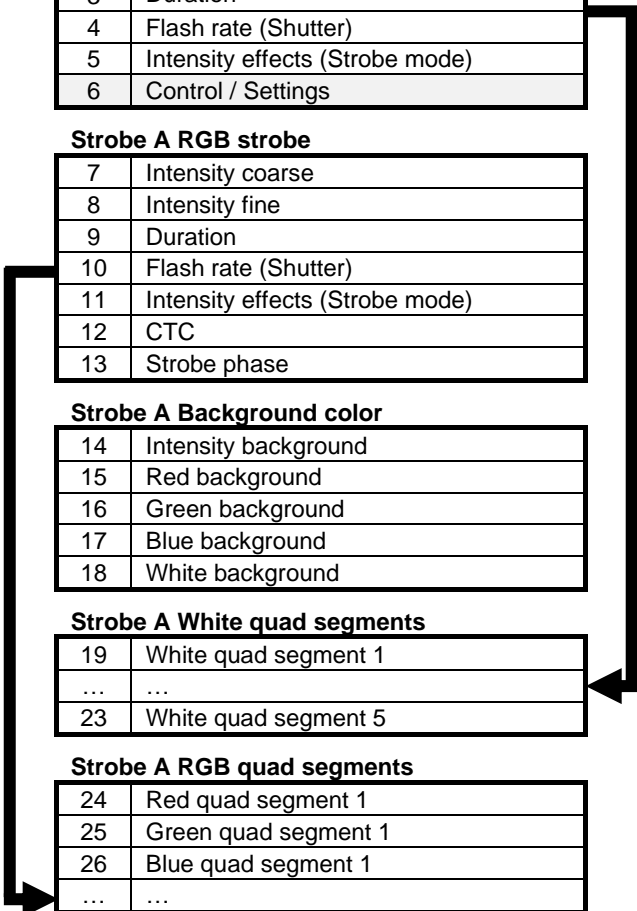 3 Duration
4 Flash rate (Shutter)
5 Intensity effects (Strobe mode)
6 Control / Settings
Strobe A RGB strobe
7 Intensity coarse
8 Intensity fine
9 Duration
10 Flash rate (Shutter)
11 Intensity effects (Strobe mode)
12 CTC
13 Strobe phase
Strobe A Background color
14 Intensity background
15 Red background
16 Green background
17 Blue background
18 White background
Strobe A White quad segments
19 White quad segment 1
… …
23 White quad segment 5
Strobe A RGB quad segments
24 Red quad segment 1
25 Green quad segment 1
26 Blue quad segment 1
… …